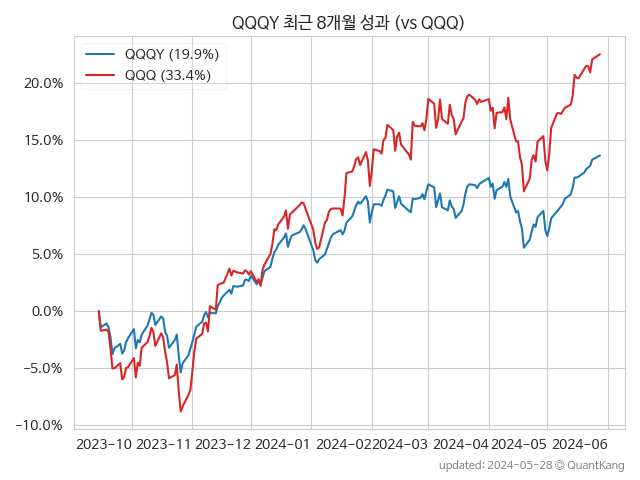 QQQY 최근 8개월 성과 (vs QQQ)
QQQY (19.9%)
QQQ (33.4%)
20.0%
15.0%
10.0%
5.0%
0.0%
−5.0%
−10.0%
2023−10 2023−11 2023−12 2024−01 2024−02 2024−03 2024−04 2024−05 2024−06
updated: 2024-05-28 © QuantKang